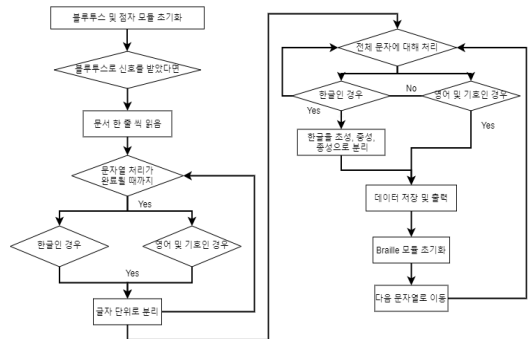 블루투스 및 점자 모듈 초기화
블루투스로 신호를 받았다면
문서 한 줄 씩 읽음
문자열 처리가
완료될 때까지
Yes
한글인 경우
영어 및 기호인 경우
Yes
글자 단위로 분리
전체 문자에 대해 처리
한글인 경우
No
영어 및 기호인 경우
Yes
Yes
한글을 초성, 중성,
종성으로 분리
데이터 저장 및 출력
Braille 모듈 초기화
다음 문자열로 이동